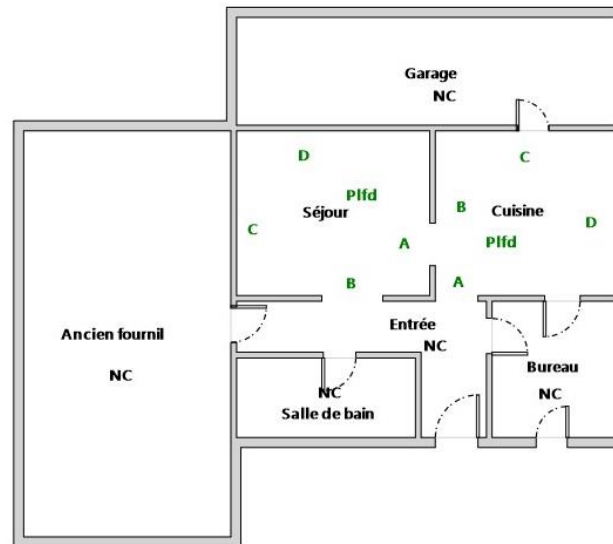 Garage
NC
D
Plfd
Séjour
C
A
B
C
B
Cuisine
D
Plfd
A
Ancien fournil
NC
Entrée
NC
Bureau
NC
NC
Salle de bain